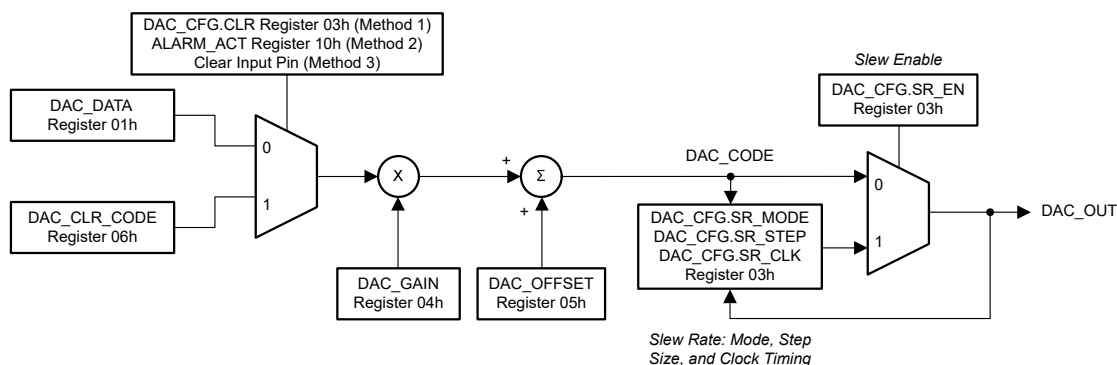 DAC_CFG.CLR Register 03h (Method 1)
ALARM_ACT Register 10h (Method 2)
Clear Input Pin (Method 3)
Slew Enable
DAC_CFG.SR_EN
Register 03h
DAC_DATA
Register 01h
0
1
DAC_CLR_CODE
Register 06h
X
+
Σ
+
DAC_GAIN
Register 04h
DAC_OFFSET
Register 05h
DAC_CODE
DAC_CFG.SR_MODE
DAC_CFG.SR_STEP
DAC_CFG.SR_CLK
Register 03h
0
1
DAC_OUT
Slew Rate: Mode, Step
Size, and Clock Timing